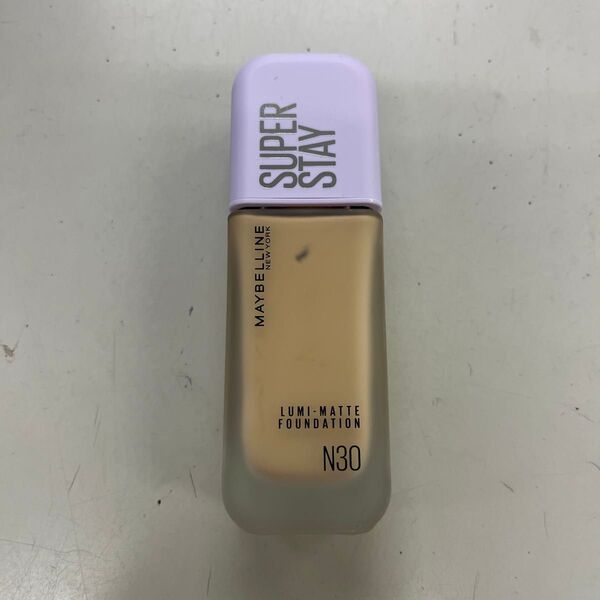 SUPER
STAY
MAYBELLINE
NEW YORK
LUMI-MATTE
FOUNDATION
N30